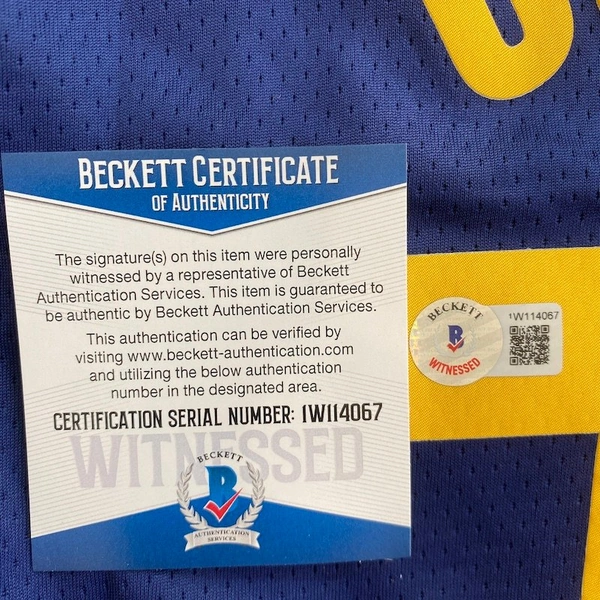 BECKETT CERTIFICATE
OF AUTHENTICITY
The signature(s) on this item were personally
witnessed by a representative of Beckett
Authentication Services. This item is guaranteed to
be authentic by Beckett Authentication Services.
This authentication can be verified by
visiting www.beckett-authentication.com
and utilizing the below authentication
number in the designated area.
CERTIFICATION SERIAL NUMBER: 1W114067
WITNESSED
BECKETT
B
AUTHENTICATION
SERVICES
BECKETT
B
WITNESSED
1W114067